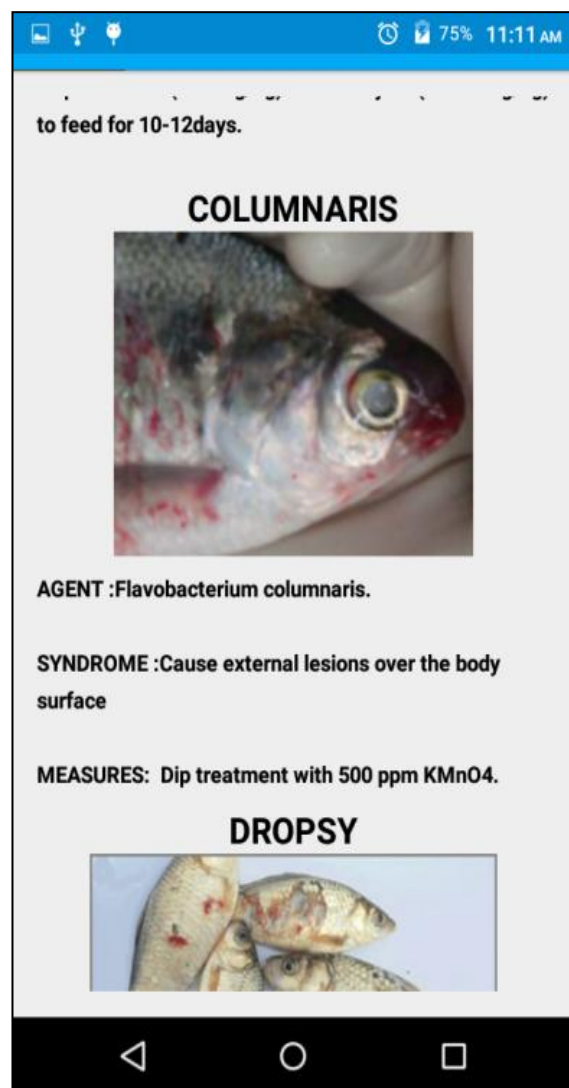 75% 11:11 AM
to feed for 10-12days.
COLUMNARIS
AGENT :Flavobacterium columnaris.
SYNDROME :Cause external lesions over the body
surface
MEASURES:  Dip treatment with 500 ppm KMnO4.
DROPSY